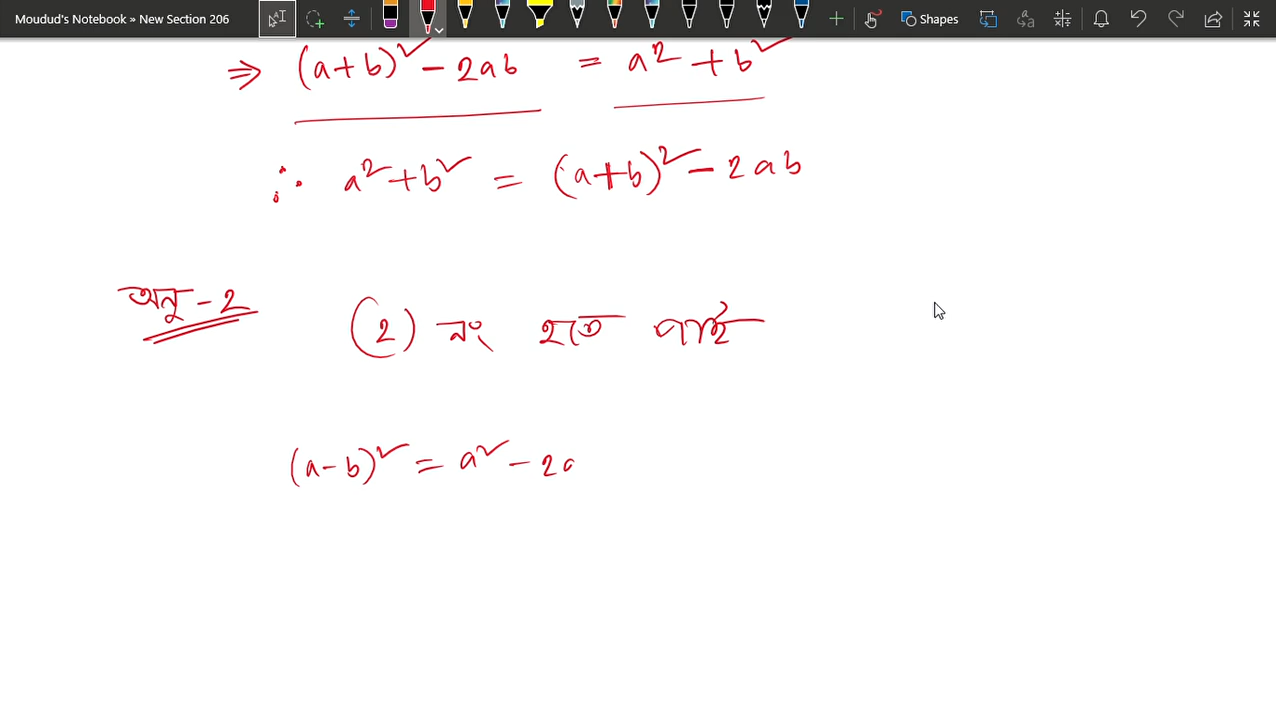 Moudud's Notebook » New Section 206
Shapes
⇒ (a+b)² − 2ab = a² + b²
∴ a² + b² = (a+b)² − 2ab
অনু - 2
(2) নং হতে পাই
(a−b)² = a² − 2a